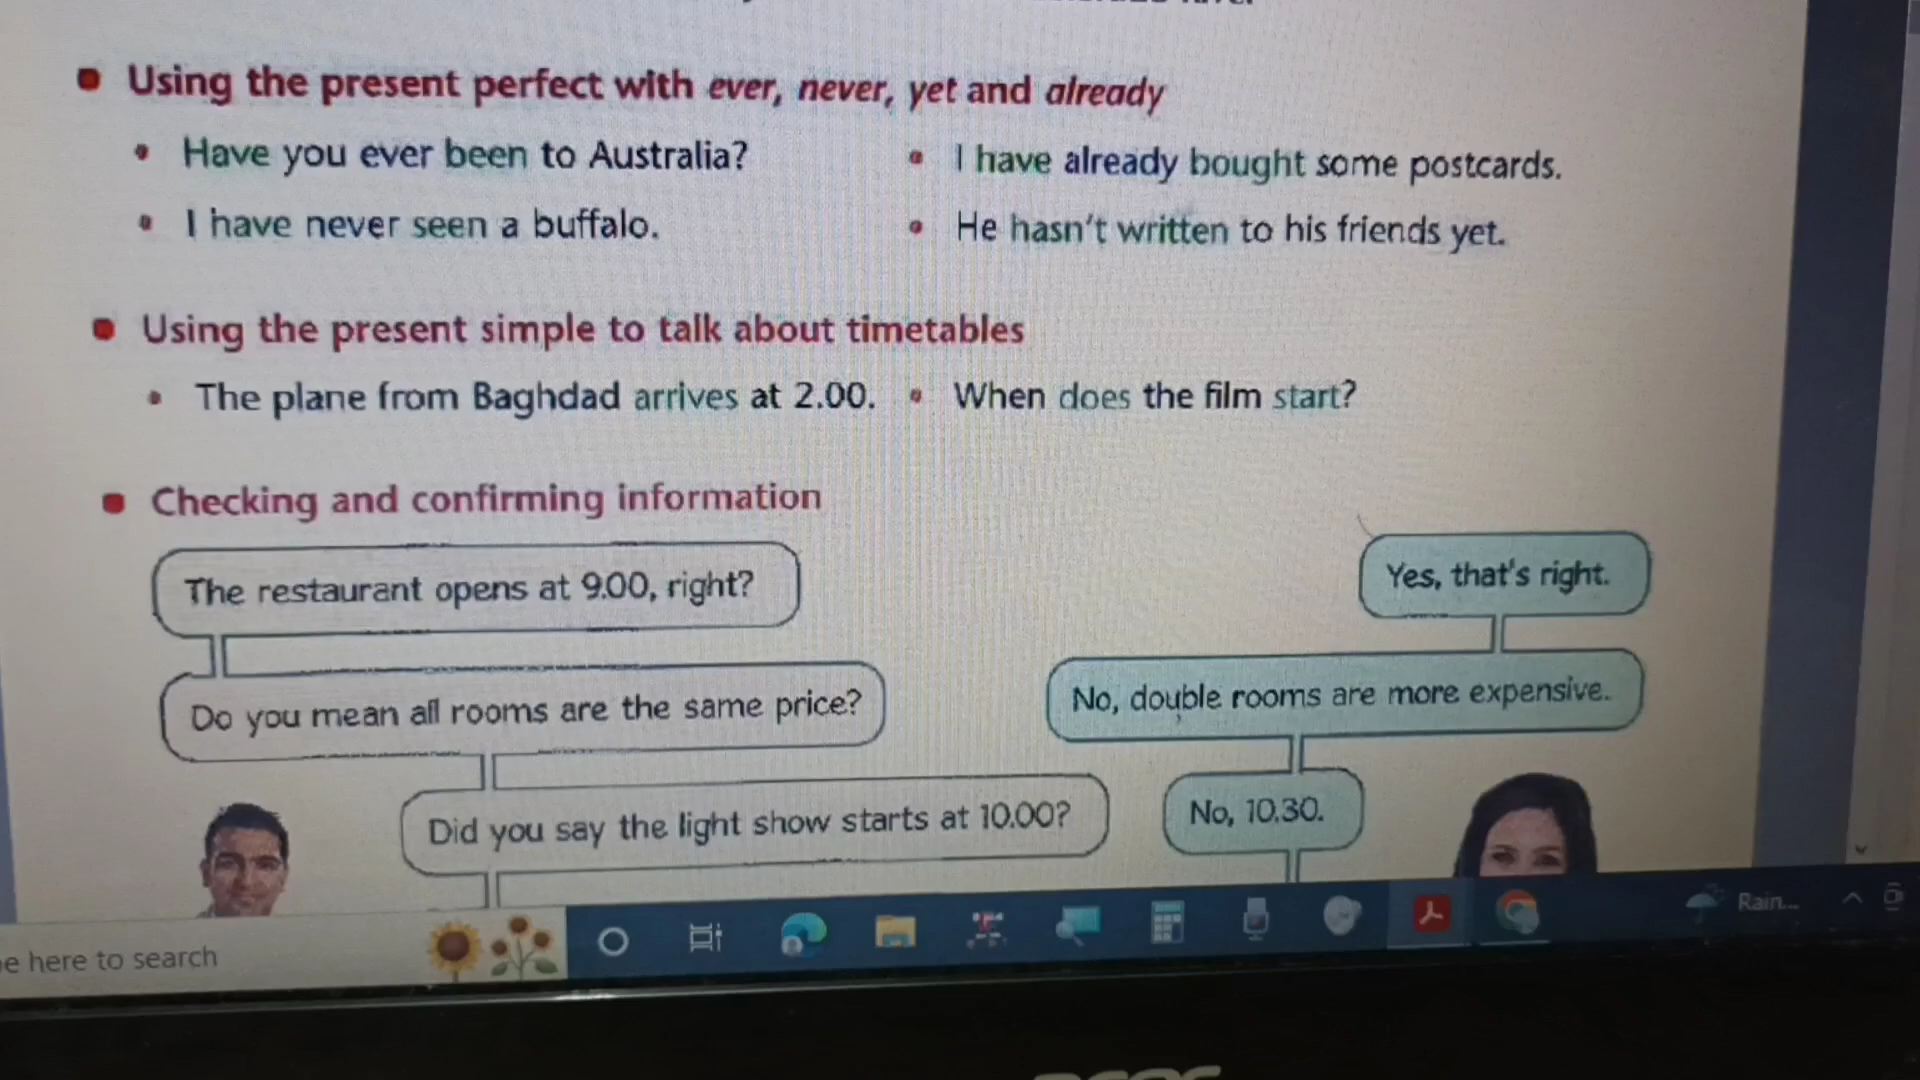 Using the present perfect with ever, never, yet and already
Have you ever been to Australia?
I have already bought some postcards.
I have never seen a buffalo.
He hasn't written to his friends yet.
Using the present simple to talk about timetables
The plane from Baghdad arrives at 2.00.
When does the film start?
Checking and confirming information
The restaurant opens at 9.00, right?
Yes, that's right.
Do you mean all rooms are the same price?
No, double rooms are more expensive.
Did you say the light show starts at 10.00?
No, 10.30.
here to search
Rain...